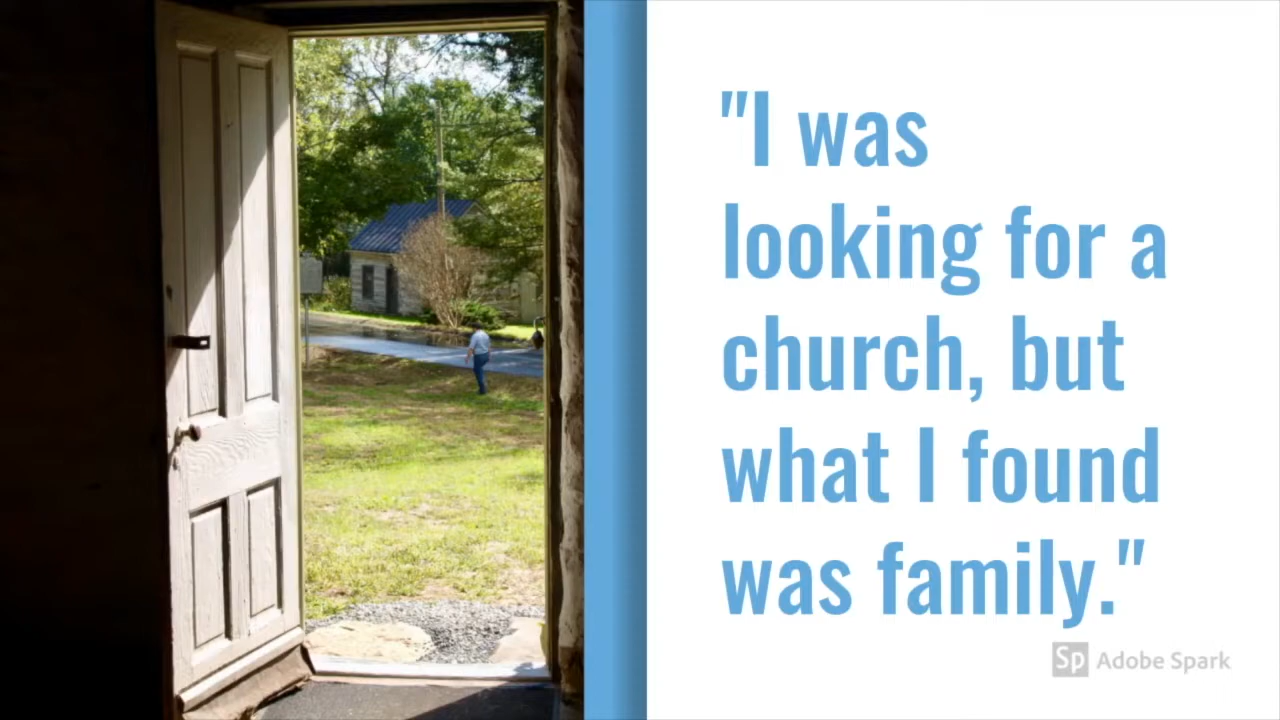 "I was
looking for a
church, but
what I found
was family."
Sp Adobe Spark